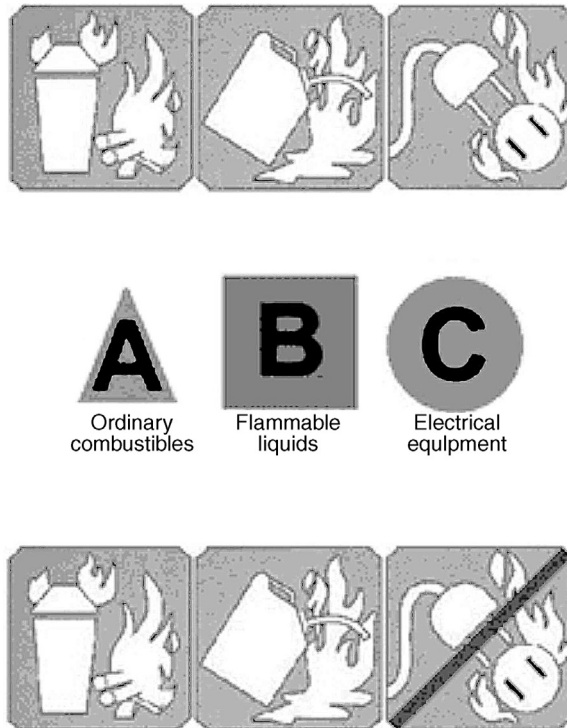 A
B
C
Ordinary
combustibles
Flammable
liquids
Electrical
equlpment